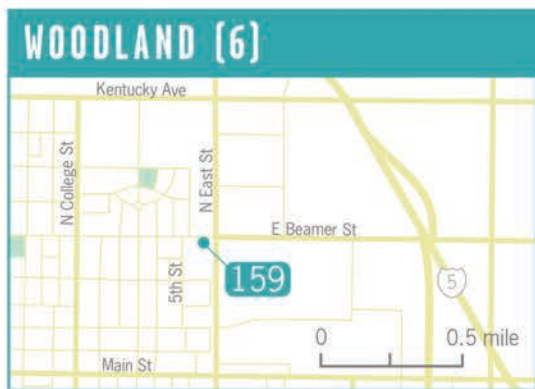 WOODLAND (6)
Kentucky Ave
N College St
N East St
E Beamer St
5th St
159
5
0 0.5 mile
Main St